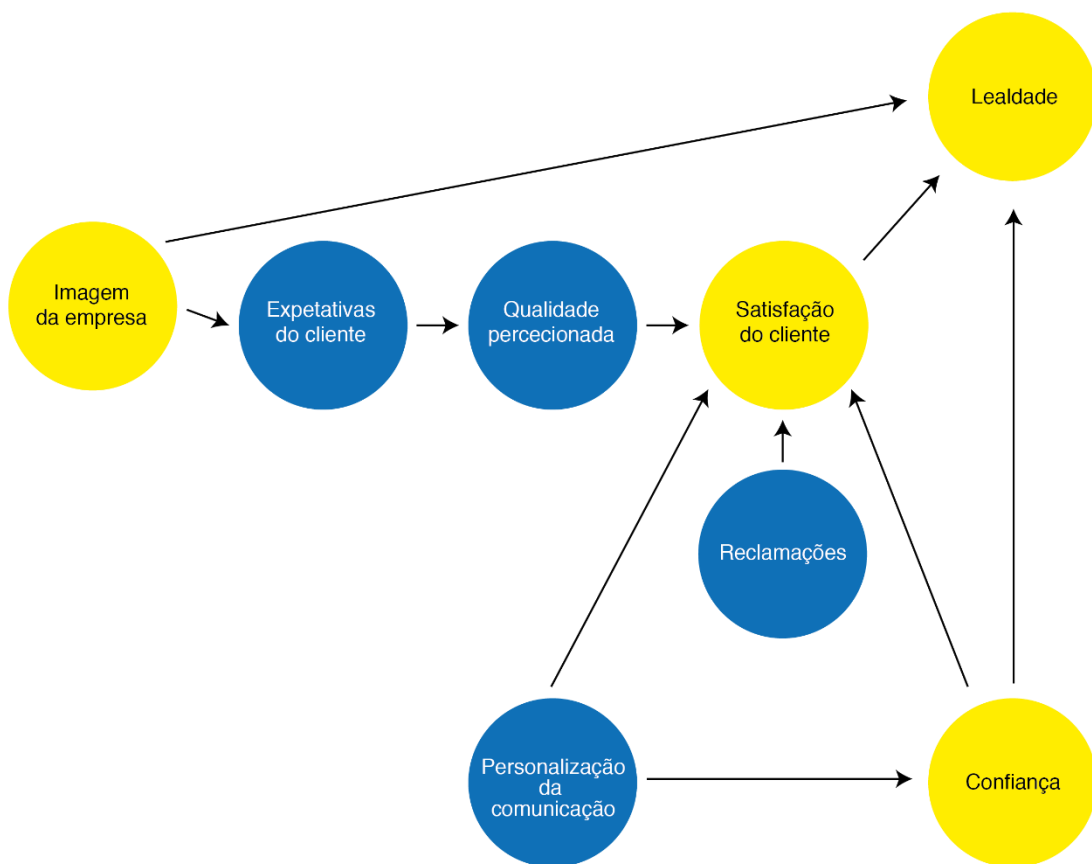 Lealdade
Imagem
da empresa
Expetativas
do cliente
Qualidade
percecionada
Satisfação
do cliente
Reclamações
Personalização
da
comunicação
Confiança